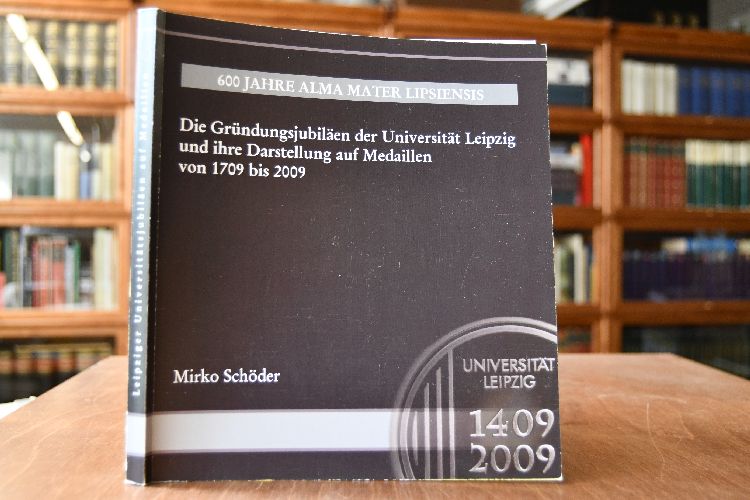 600 JAHRE ALMA MATER LIPSIENSIS
Die Gründungsjubiläen der Universität Leipzig
und ihre Darstellung auf Medaillen
von 1709 bis 2009
Mirko Schöder
UNIVERSITÄT
LEIPZIG
1409
2009
Leipziger Universitätsjubiläen auf Medaillen